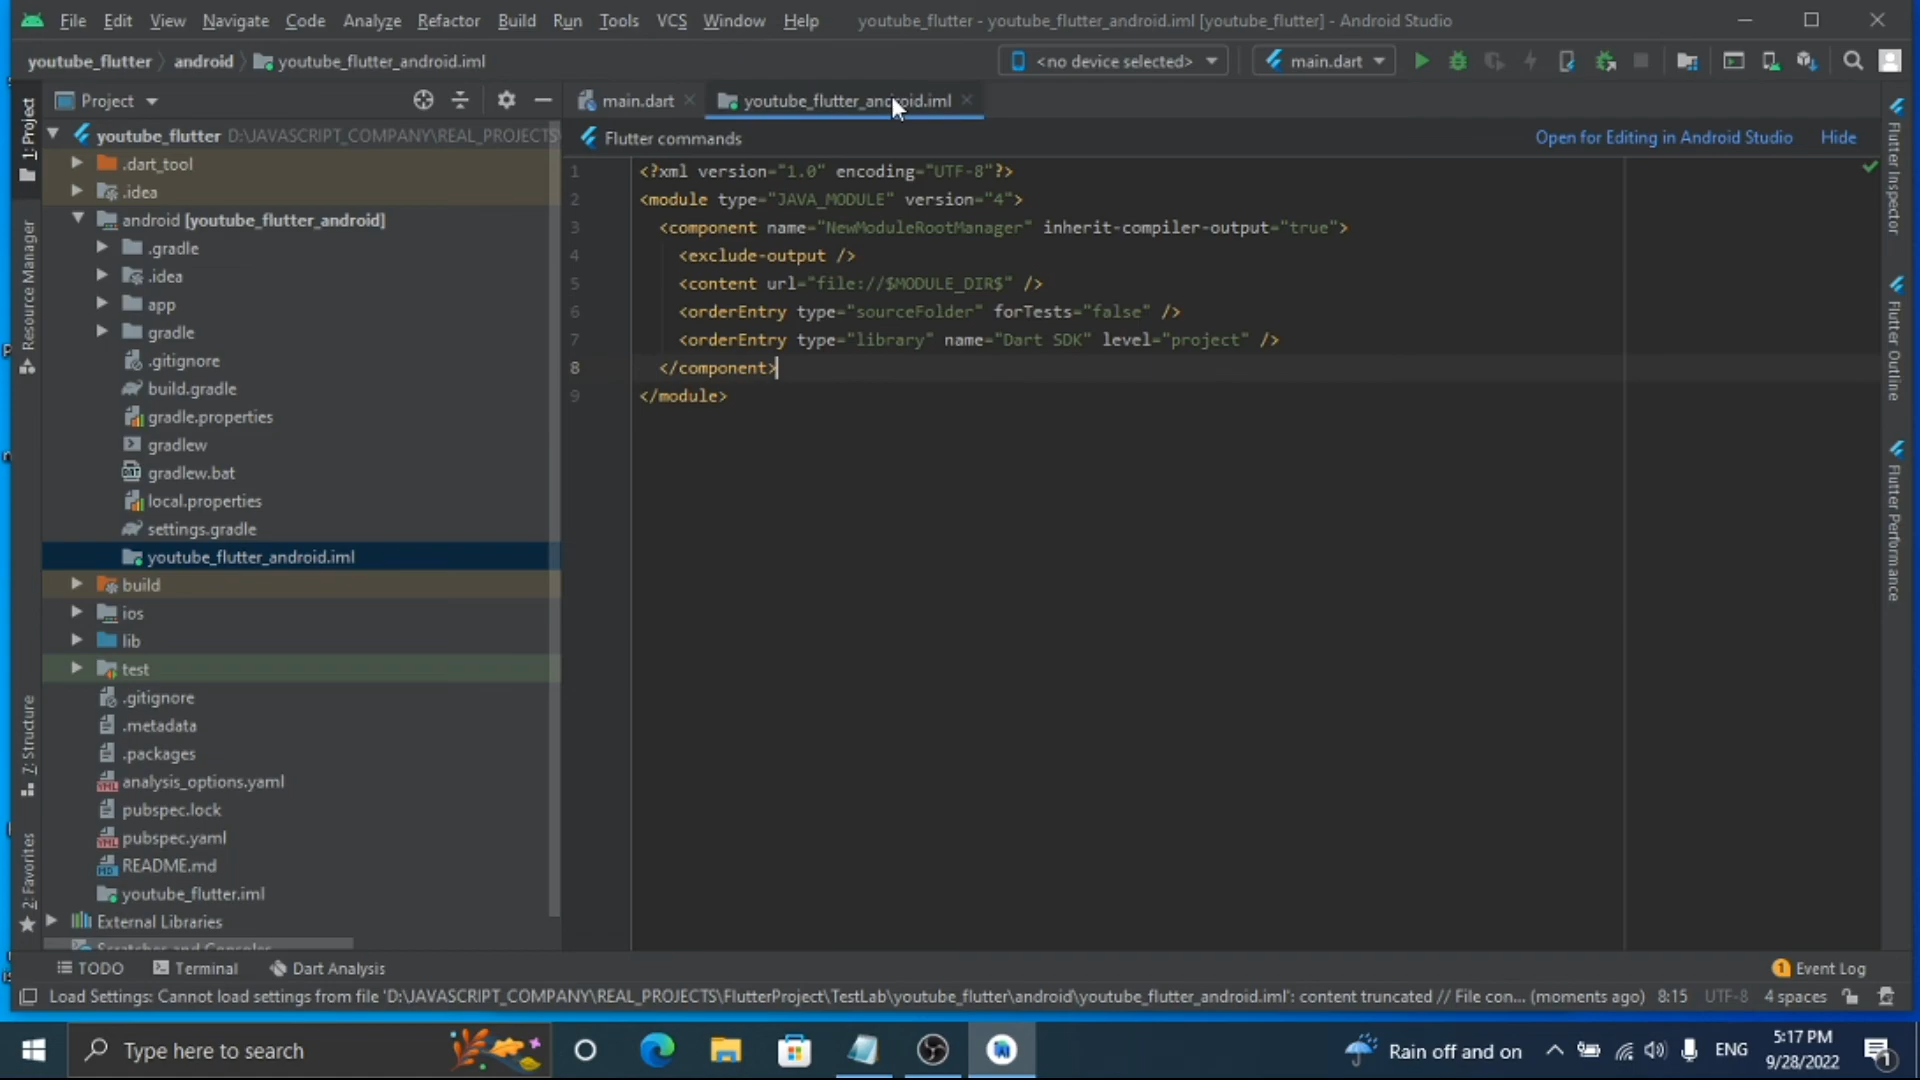 File Edit View Navigate Code Analyze Refactor Build Run Tools VCS Window Help youtube_flutter - youtube_flutter_android.iml [youtube_flutter] - Android Studio
youtube_flutter android youtube_flutter_android.iml <no device selected> main.dart
Project main.dart youtube_flutter_android.iml
Flutter commands Open for Editing in Android Studio Hide
youtube_flutter D:\JAVASCRIPT_COMPANY\REAL_PROJECTS
.dart_tool
.idea
android [youtube_flutter_android]
.gradle
.idea
app
gradle
.gitignore
build.gradle
gradle.properties
gradlew
gradlew.bat
local.properties
settings.gradle
youtube_flutter_android.iml
build
ios
lib
test
.gitignore
.metadata
.packages
analysis_options.yaml
pubspec.lock
pubspec.yaml
README.md
youtube_flutter.iml
External Libraries
Scratches and Consoles
1 <?xml version="1.0" encoding="UTF-8"?>
2 <module type="JAVA_MODULE" version="4">
3 <component name="NewModuleRootManager" inherit-compiler-output="true">
4 <exclude-output />
5 <content url="file://$MODULE_DIR$" />
6 <orderEntry type="sourceFolder" forTests="false" />
7 <orderEntry type="library" name="Dart SDK" level="project" />
8 </component>
9 </module>
1: Project
Resource Manager
7: Structure
2: Favorites
Flutter Inspector
Flutter Outline
Flutter Performance
TODO Terminal Dart Analysis 1 Event Log
Load Settings: Cannot load settings from file 'D:\JAVASCRIPT_COMPANY\REAL_PROJECTS\FlutterProject\TestLab\youtube_flutter\android\youtube_flutter_android.iml': content truncated // File con... (moments ago) 8:15 UTF-8 4 spaces
Type here to search Rain off and on ENG 5:17 PM
9/28/2022 1